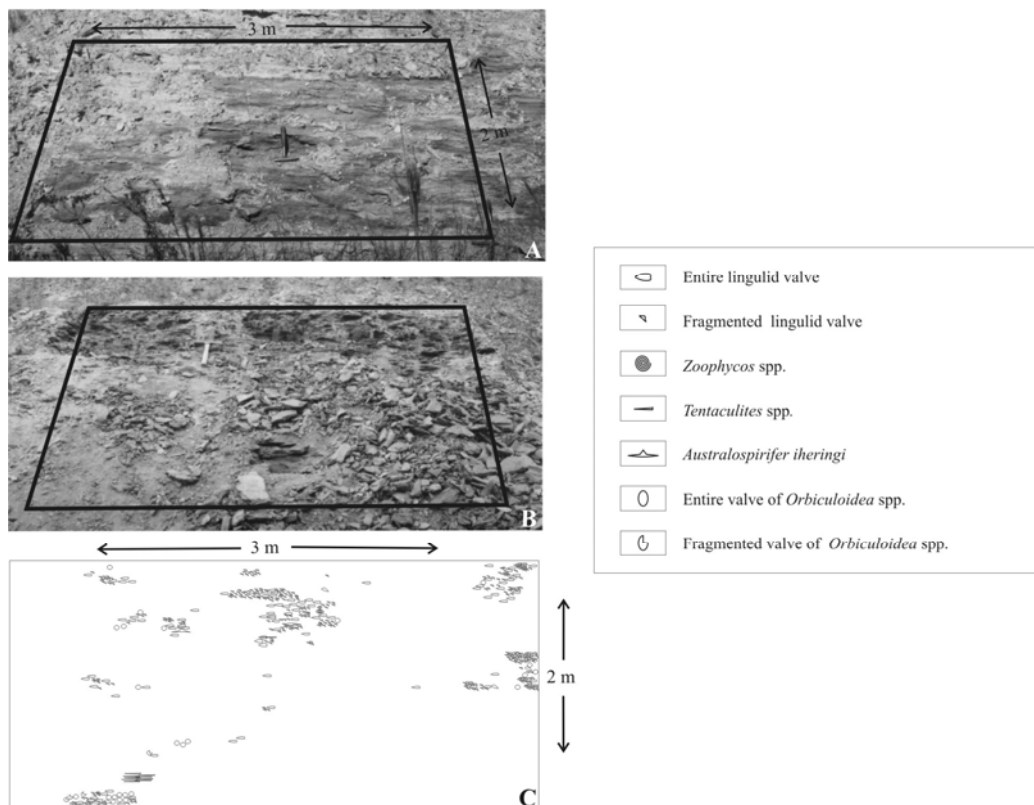 3 m
2 m
A
B
3 m
2 m
C
Entire lingulid valve
Fragmented lingulid valve
Zoophycos spp.
Tentaculites spp.
Australospirifer iheringi
Entire valve of Orbiculoidea spp.
Fragmented valve of Orbiculoidea spp.